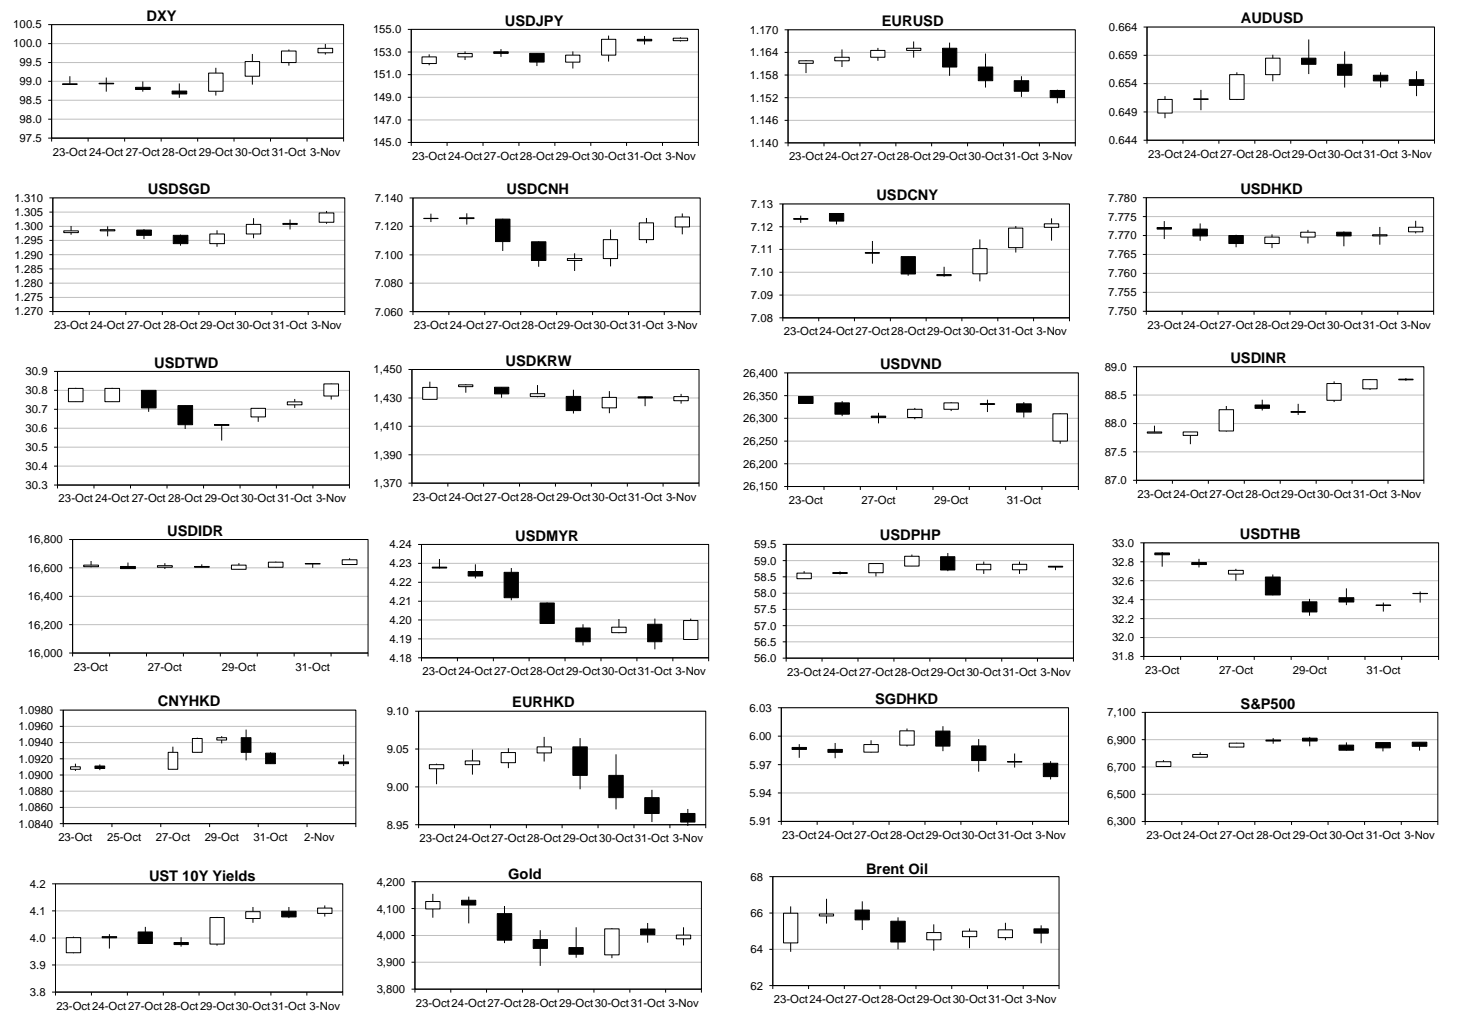 DXY
100.5
100.0
99.5
99.0
98.5
98.0
97.5
23-Oct 24-Oct 27-Oct 28-Oct 29-Oct 30-Oct 31-Oct 3-Nov
USDJPY
155.0
153.0
151.0
149.0
147.0
145.0
23-Oct 24-Oct 27-Oct 28-Oct 29-Oct 30-Oct 31-Oct 3-Nov
EURUSD
1.170
1.164
1.158
1.152
1.146
1.140
23-Oct 24-Oct 27-Oct 28-Oct 29-Oct 30-Oct 31-Oct 3-Nov
AUDUSD
0.664
0.659
0.654
0.649
0.644
23-Oct 24-Oct 27-Oct 28-Oct 29-Oct 30-Oct 31-Oct 3-Nov
USDSGD
1.310
1.305
1.300
1.295
1.290
1.285
1.280
1.275
1.270
23-Oct 24-Oct 27-Oct 28-Oct 29-Oct 30-Oct 31-Oct 3-Nov
USDCNH
7.140
7.120
7.100
7.080
7.060
23-Oct 24-Oct 27-Oct 28-Oct 29-Oct 30-Oct 31-Oct 3-Nov
USDCNY
7.13
7.12
7.11
7.10
7.09
7.08
23-Oct 24-Oct 27-Oct 28-Oct 29-Oct 30-Oct 31-Oct 3-Nov
USDHKD
7.780
7.775
7.770
7.765
7.760
7.755
7.750
23-Oct 24-Oct 27-Oct 28-Oct 29-Oct 30-Oct 31-Oct 3-Nov
USDTWD
30.9
30.8
30.7
30.6
30.5
30.4
30.3
23-Oct 24-Oct 27-Oct 28-Oct 29-Oct 30-Oct 31-Oct 3-Nov
USDKRW
1,450
1,430
1,410
1,390
1,370
23-Oct 24-Oct 27-Oct 28-Oct 29-Oct 30-Oct 31-Oct 3-Nov
USDVND
26,400
26,350
26,300
26,250
26,200
26,150
23-Oct 27-Oct 29-Oct 31-Oct
USDINR
89.0
88.5
88.0
87.5
87.0
23-Oct 24-Oct 27-Oct 28-Oct 29-Oct 30-Oct 31-Oct 3-Nov
USDIDR
16,800
16,600
16,400
16,200
16,000
23-Oct 27-Oct 29-Oct 31-Oct
USDMYR
4.24
4.23
4.22
4.21
4.20
4.19
4.18
23-Oct 24-Oct 27-Oct 28-Oct 29-Oct 30-Oct 31-Oct 3-Nov
USDPHP
59.5
59.0
58.5
58.0
57.5
57.0
56.5
56.0
23-Oct 24-Oct 27-Oct 28-Oct 29-Oct 30-Oct 31-Oct 3-Nov
USDTHB
33.0
32.8
32.6
32.4
32.2
32.0
31.8
23-Oct 27-Oct 29-Oct 31-Oct
CNYHKD
1.0980
1.0960
1.0940
1.0920
1.0900
1.0880
1.0860
1.0840
23-Oct 25-Oct 27-Oct 29-Oct 31-Oct 2-Nov
EURHKD
9.10
9.05
9.00
8.95
23-Oct 24-Oct 27-Oct 28-Oct 29-Oct 30-Oct 31-Oct 3-Nov
SGDHKD
6.03
6.00
5.97
5.94
5.91
23-Oct 24-Oct 27-Oct 28-Oct 29-Oct 30-Oct 31-Oct 3-Nov
S&P500
7,100
6,900
6,700
6,500
6,300
23-Oct 24-Oct 27-Oct 28-Oct 29-Oct 30-Oct 31-Oct 3-Nov
UST 10Y Yields
4.2
4.1
4.0
3.9
3.8
23-Oct 24-Oct 27-Oct 28-Oct 29-Oct 30-Oct 31-Oct 3-Nov
Gold
4,200
4,100
4,000
3,900
3,800
23-Oct 24-Oct 27-Oct 28-Oct 29-Oct 30-Oct 31-Oct 3-Nov
Brent Oil
68
66
64
62
23-Oct 24-Oct 27-Oct 28-Oct 29-Oct 30-Oct 31-Oct 3-Nov